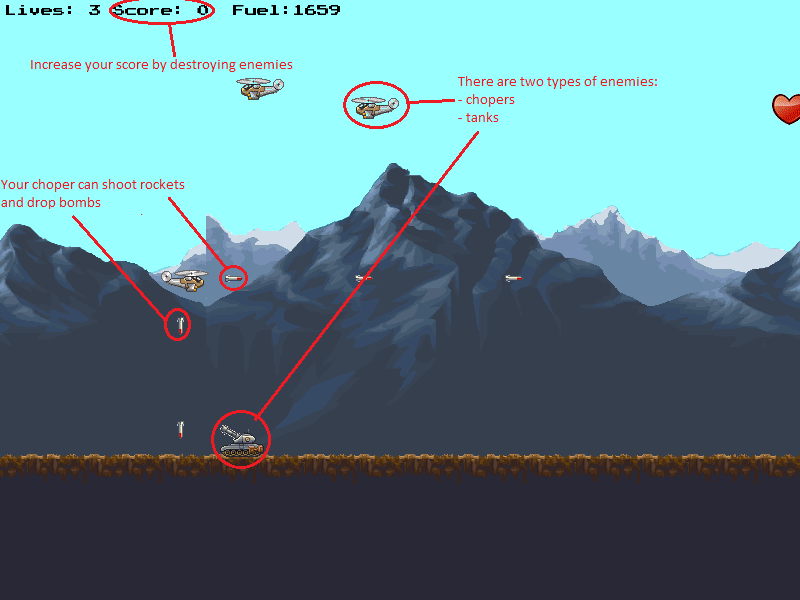 Lives: 3 Score: 0 Fuel:1659
Increase your score by destroying enemies
There are two types of enemies:
- chopers
- tanks
Your choper can shoot rockets
and drop bombs